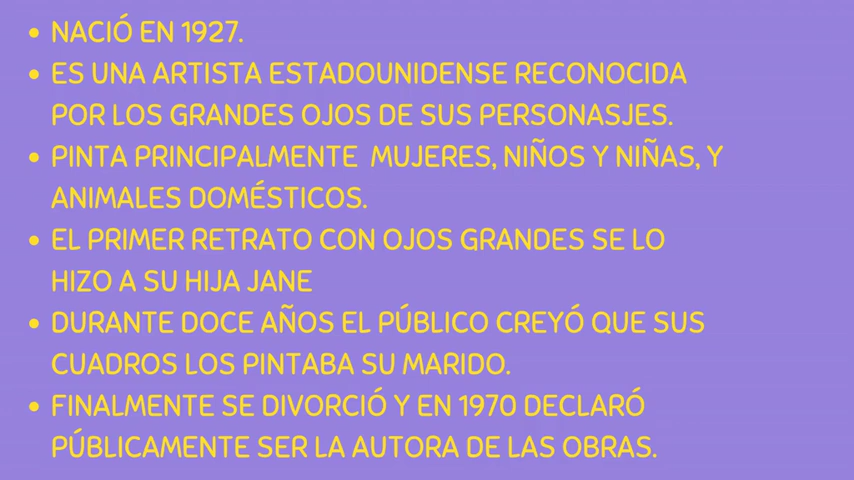 • NACIÓ EN 1927.
• ES UNA ARTISTA ESTADOUNIDENSE RECONOCIDA
POR LOS GRANDES OJOS DE SUS PERSONASJES.
• PINTA PRINCIPALMENTE MUJERES, NIÑOS Y NIÑAS, Y
ANIMALES DOMÉSTICOS.
• EL PRIMER RETRATO CON OJOS GRANDES SE LO
HIZO A SU HIJA JANE
• DURANTE DOCE AÑOS EL PÚBLICO CREYÓ QUE SUS
CUADROS LOS PINTABA SU MARIDO.
• FINALMENTE SE DIVORCIÓ Y EN 1970 DECLARÓ
PÚBLICAMENTE SER LA AUTORA DE LAS OBRAS.